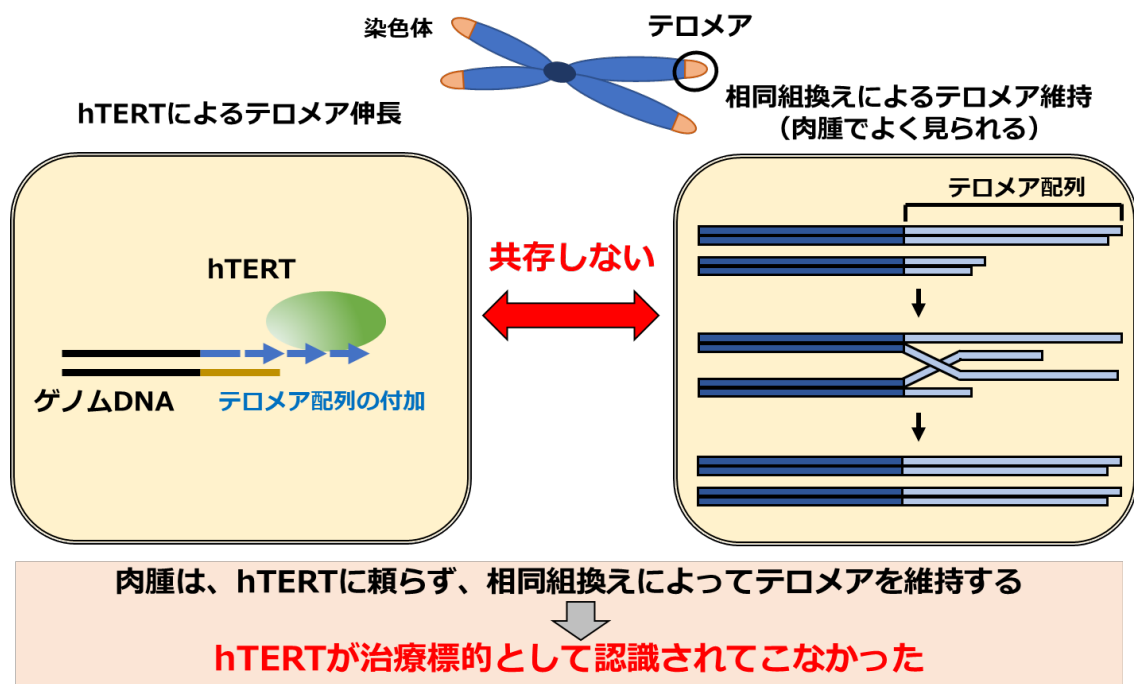 染色体
テロメア
hTERTによるテロメア伸長
相同組換えによるテロメア維持
（肉腫でよく見られる）
hTERT
ゲノムDNA
テロメア配列の付加
共存しない
テロメア配列
肉腫は、hTERTに頼らず、相同組換えによってテロメアを維持する
hTERTが治療標的として認識されてこなかった